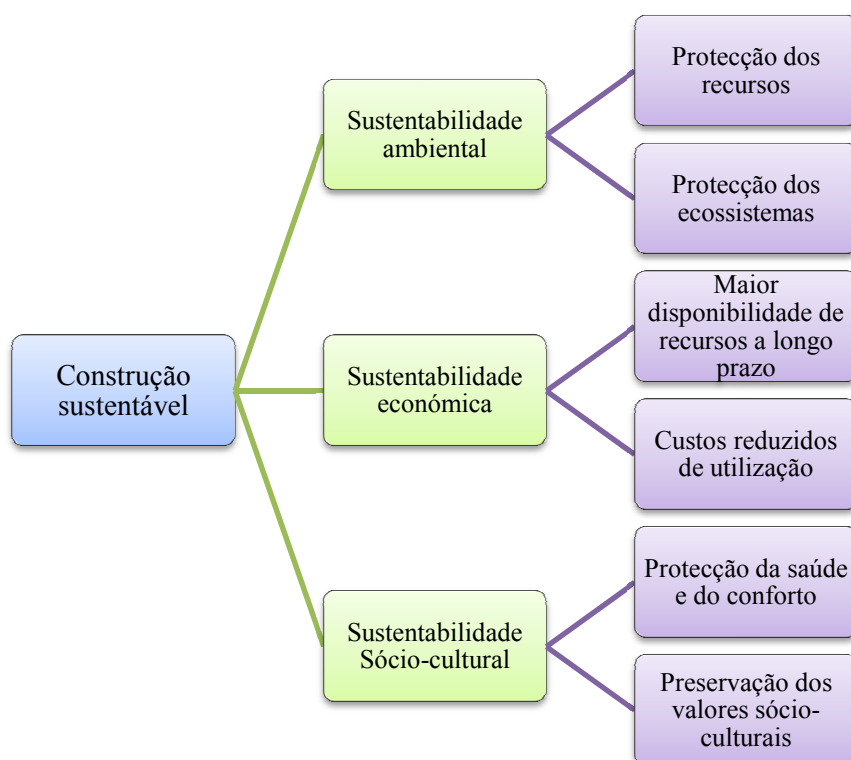 Construção
sustentável
Sustentabilidade
ambiental
Protecção dos
recursos
Protecção dos
ecossistemas
Sustentabilidade
económica
Maior
disponibilidade de
recursos a longo
prazo
Custos reduzidos
de utilização
Sustentabilidade
Sócio-cultural
Protecção da saúde
e do conforto
Preservação dos
valores sócio-
culturais